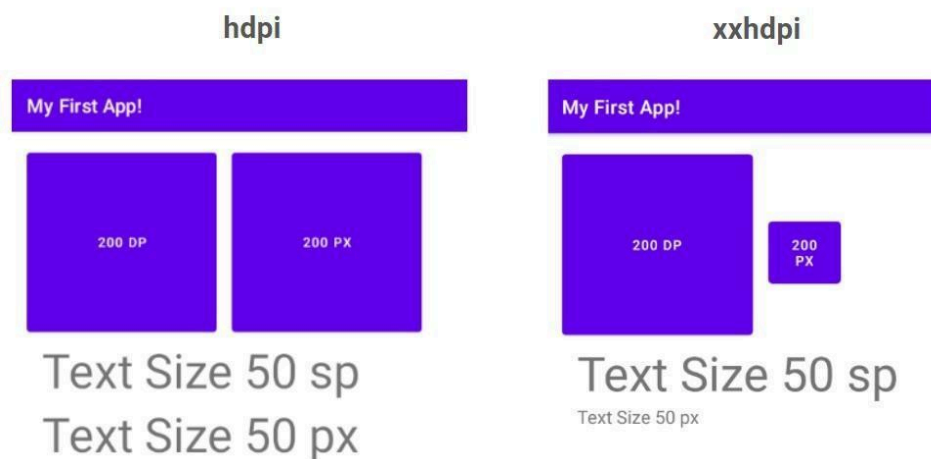 hdpi
xxhdpi
My First App!
My First App!
200 DP
200 PX
200 DP
200
PX
Text Size 50 sp
Text Size 50 px
Text Size 50 sp
Text Size 50 px